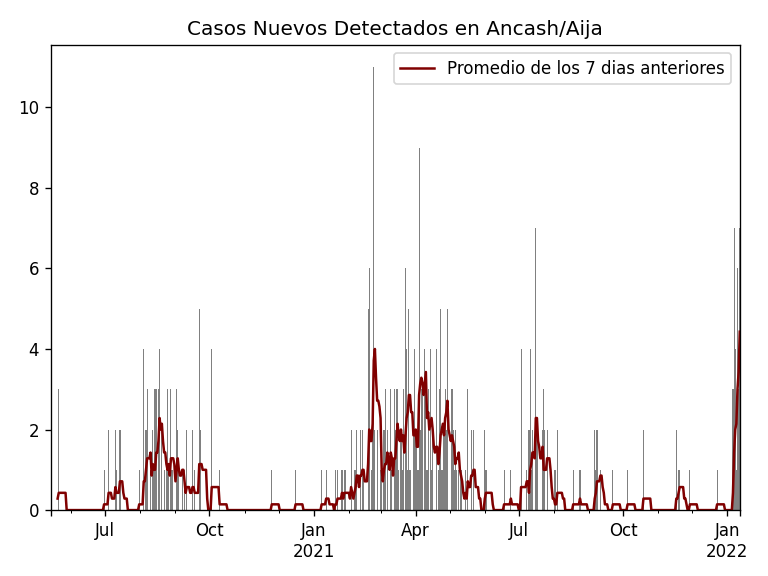 Casos Nuevos Detectados en Ancash/Aija
Promedio de los 7 dias anteriores
10
8
6
4
2
0
Jul Oct Jan Apr Jul Oct Jan
2021 2022